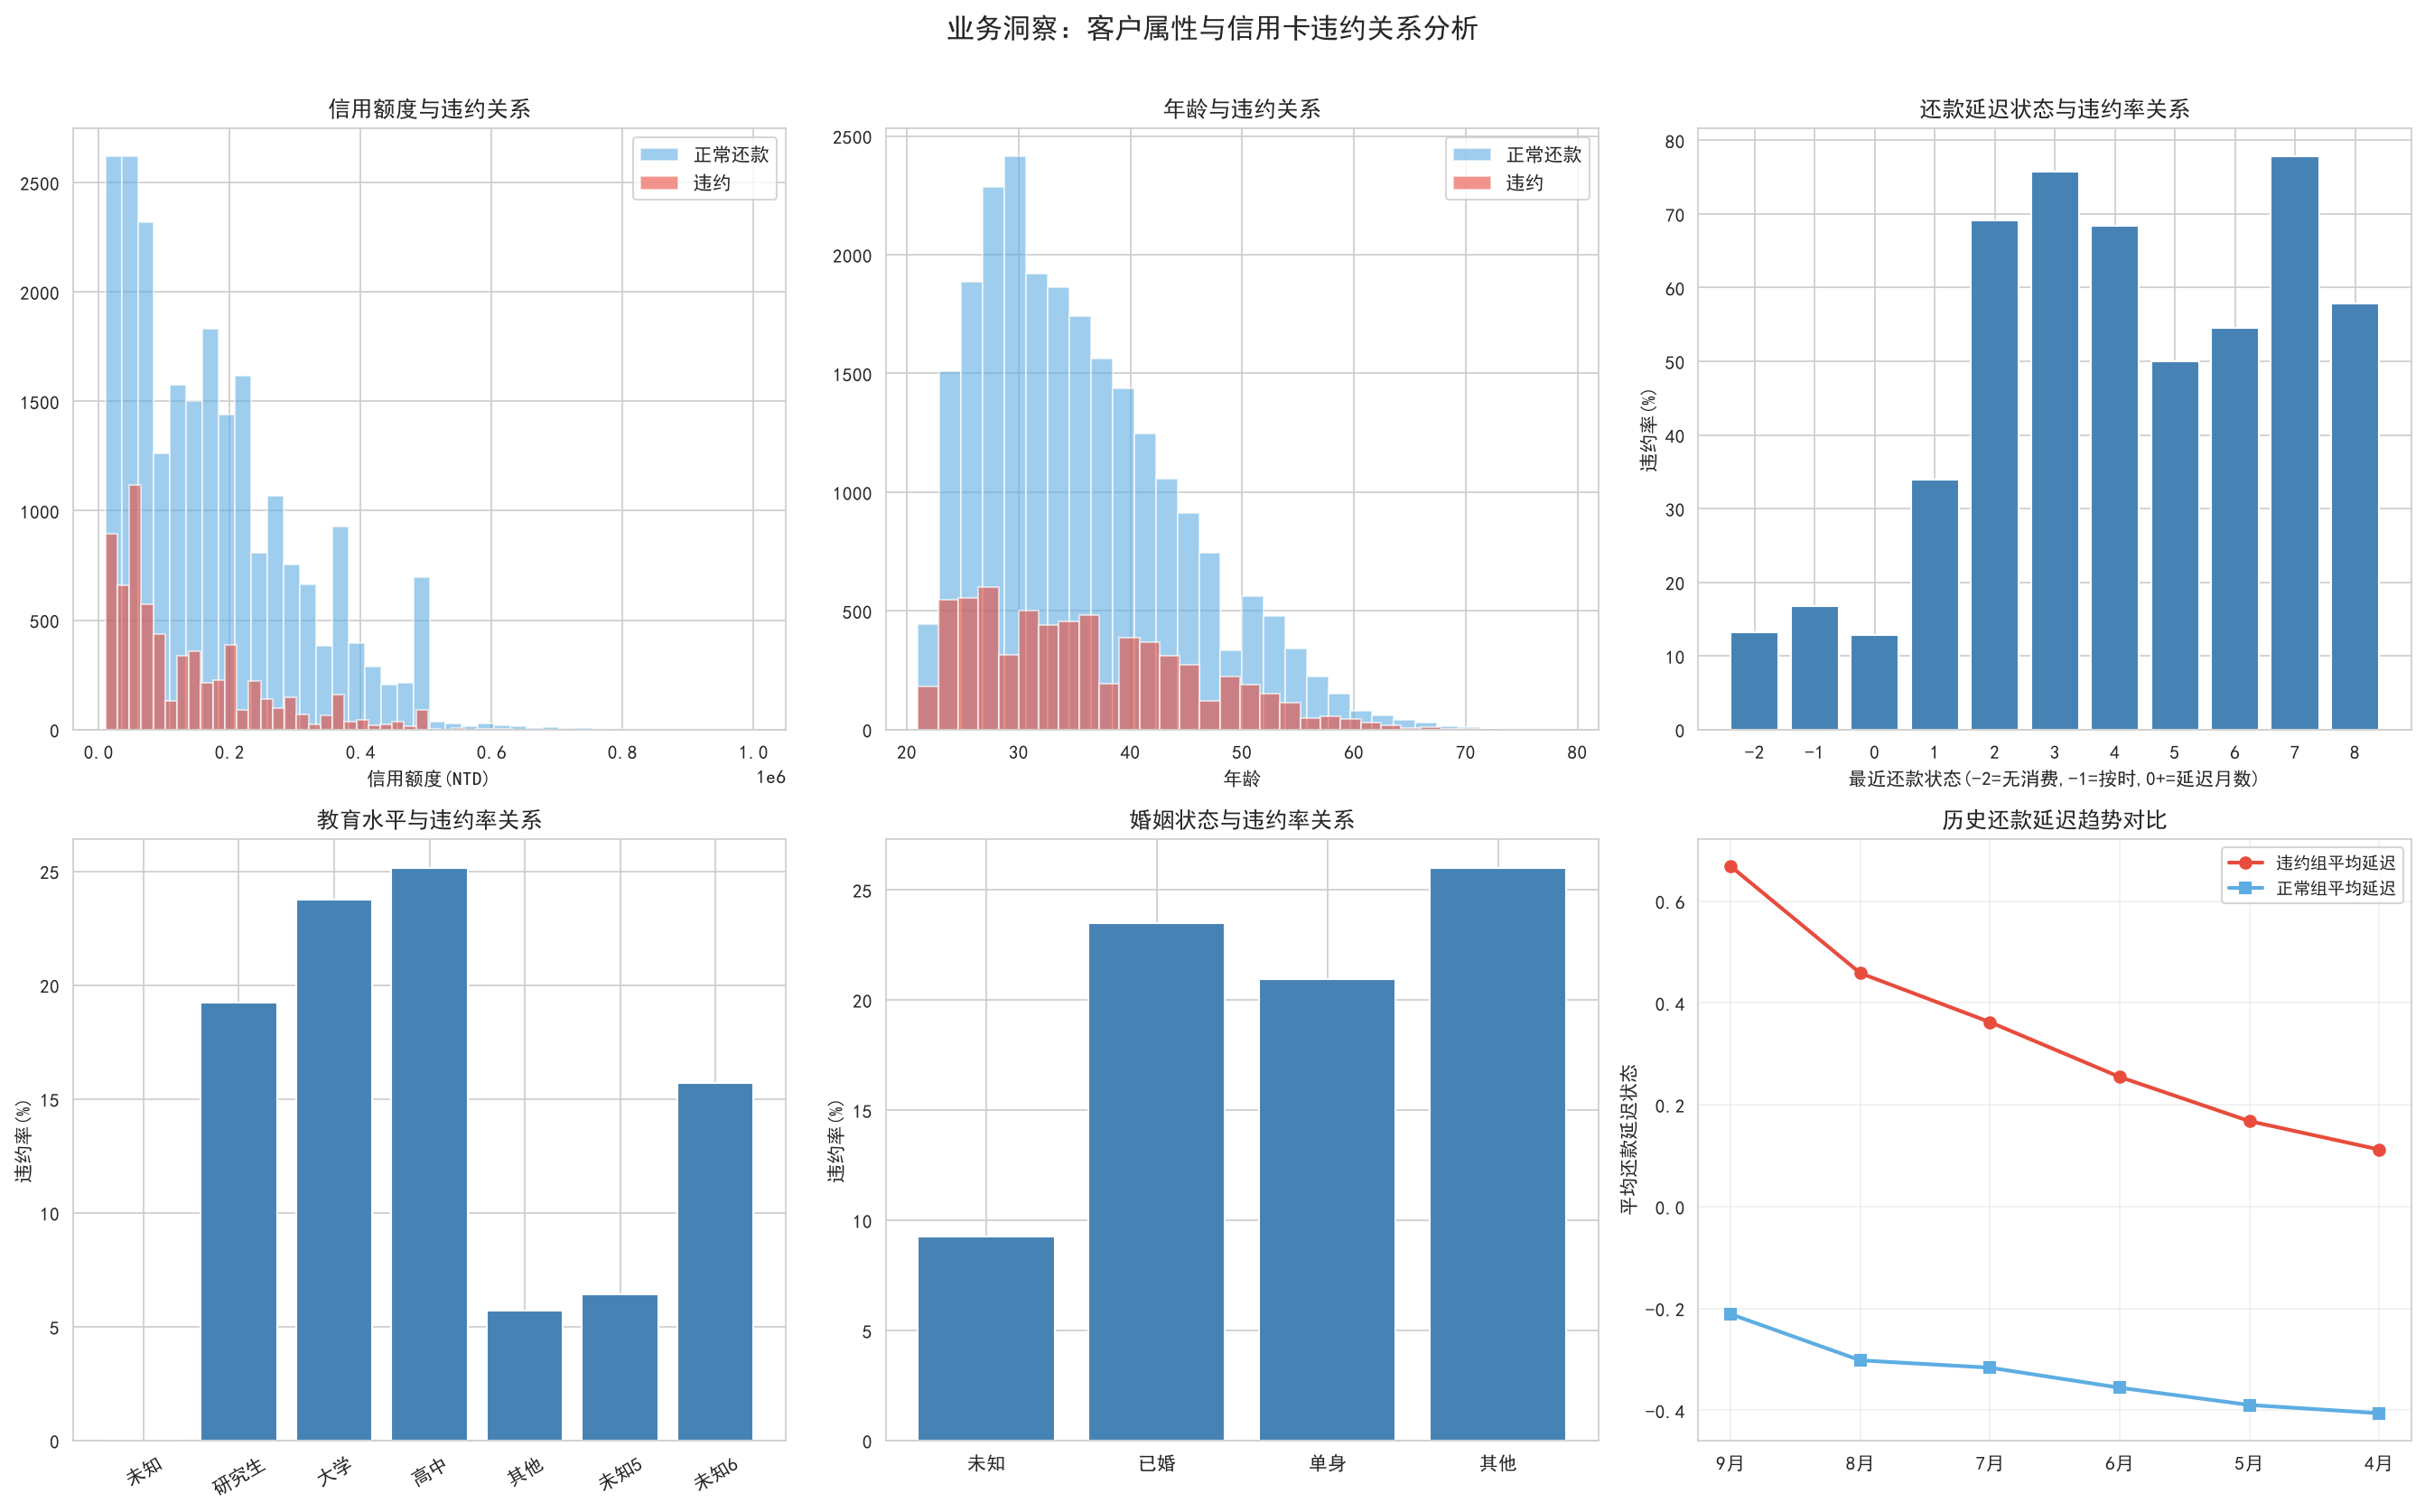 业务洞察：客户属性与信用卡违约关系分析
信用额度与违约关系
正常还款
违约
2500
2000
1500
1000
500
0
0.0 0.2 0.4 0.6 0.8 1.0
1e6
信用额度(NTD)
年龄与违约关系
正常还款
违约
2500
2000
1500
1000
500
0
20 30 40 50 60 70 80
年龄
还款延迟状态与违约率关系
违约率(%)
80
70
60
50
40
30
20
10
0
-2 -1 0 1 2 3 4 5 6 7 8
最近还款状态(-2=无消费,-1=按时,0+=延迟月数)
教育水平与违约率关系
违约率(%)
25
20
15
10
5
0
未知 研究生 大学 高中 其他 未知5 未知6
婚姻状态与违约率关系
违约率(%)
25
20
15
10
5
0
未知 已婚 单身 其他
历史还款延迟趋势对比
违约组平均延迟
正常组平均延迟
平均还款延迟状态
0.6
0.4
0.2
0.0
-0.2
-0.4
9月 8月 7月 6月 5月 4月